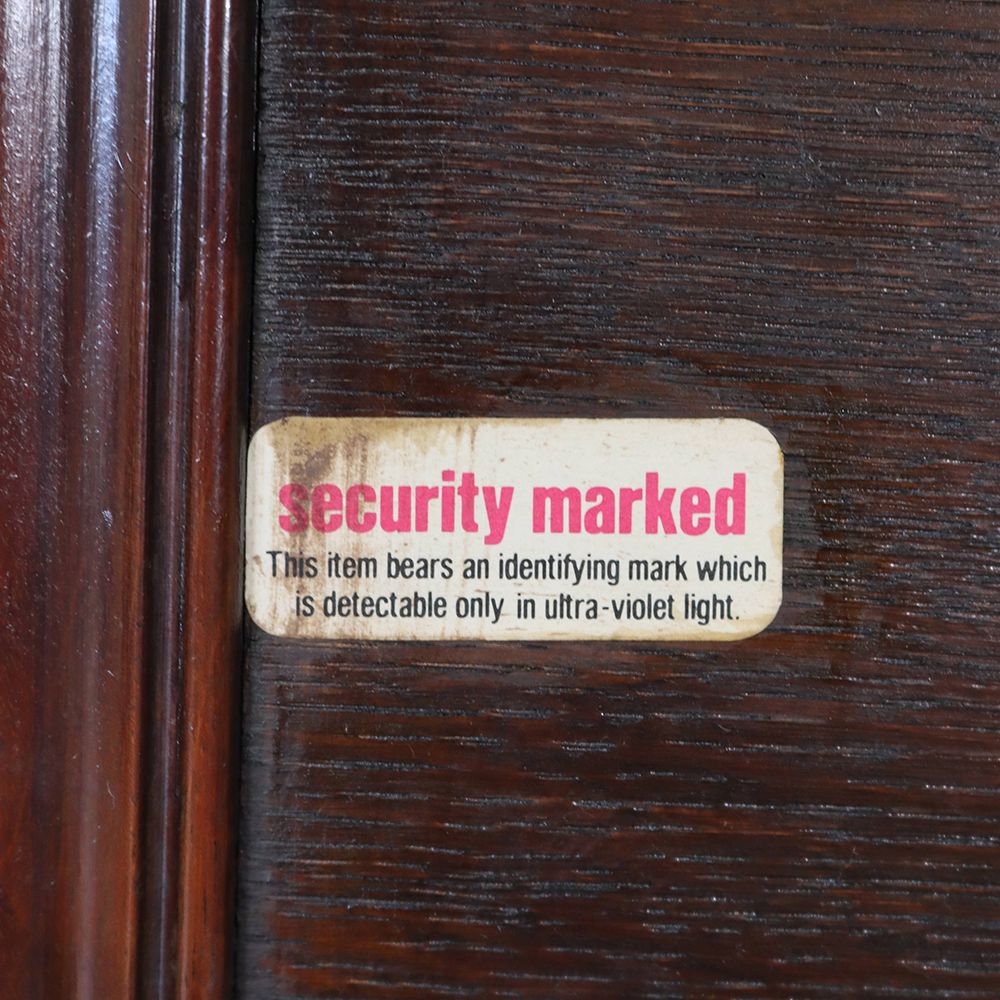 security marked
This item bears an identifying mark which
is detectable only in ultra-violet light.